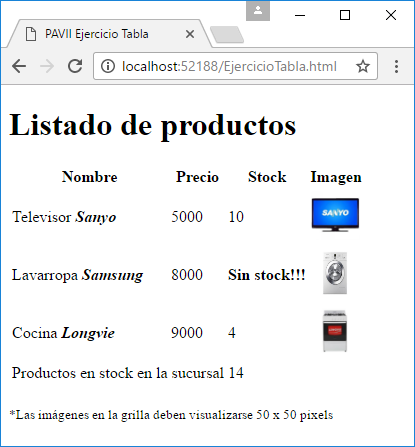 PAVII Ejercicio Tabla
localhost:52188/EjercicioTabla.html
Listado de productos
Nombre Precio Stock Imagen
Televisor Sanyo 5000 10 SANYO
Lavarropa Samsung 8000 Sin stock!!!
Cocina Longvie 9000 4
Productos en stock en la sucursal 14
*Las imágenes en la grilla deben visualizarse 50 x 50 pixels